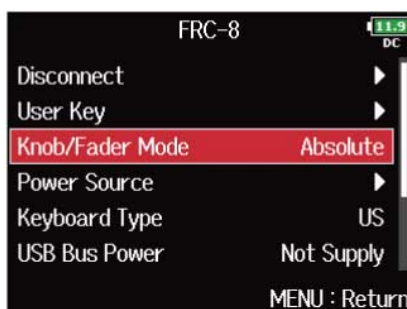 FRC-8
11.9
DC
Disconnect
User Key
Knob/Fader Mode Absolute
Power Source
Keyboard Type US
USB Bus Power Not Supply
MENU : Return